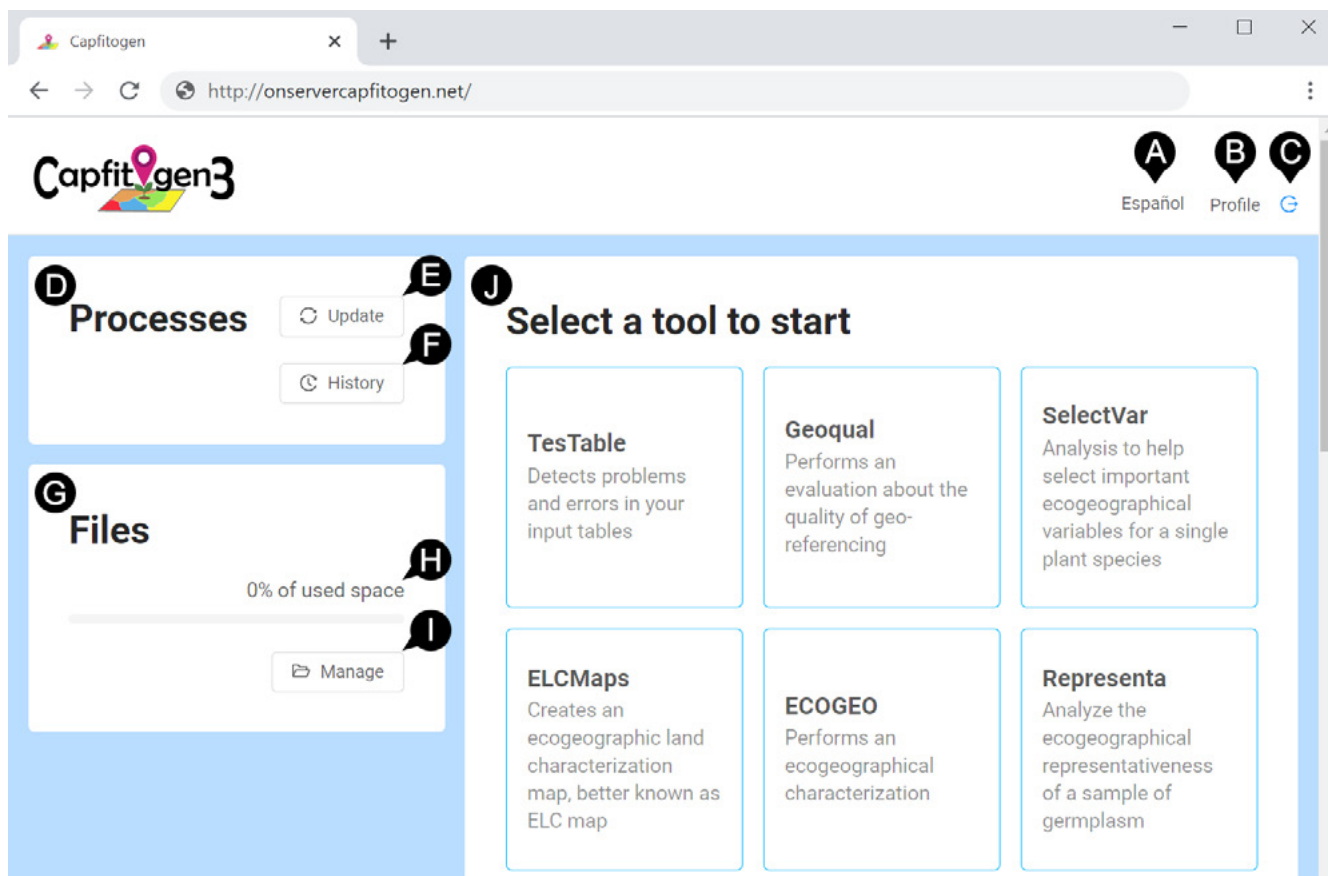 Capfitogen
http://onservercapfitogen.net/
Capfitogen3
A
B
C
Español
Profile
D
E
Processes
Update
F
History
G
Files
H
0% of used space
I
Manage
J
Select a tool to start
TesTable
Detects problems
and errors in your
input tables
Geoqual
Performs an
evaluation about the
quality of geo-
referencing
SelectVar
Analysis to help
select important
ecogeographical
variables for a single
plant species
ELCMaps
Creates an
ecogeographic land
characterization
map, better known as
ELC map
ECOGEO
Performs an
ecogeographical
characterization
Representa
Analyze the
ecogeographical
representativeness
of a sample of
germplasm